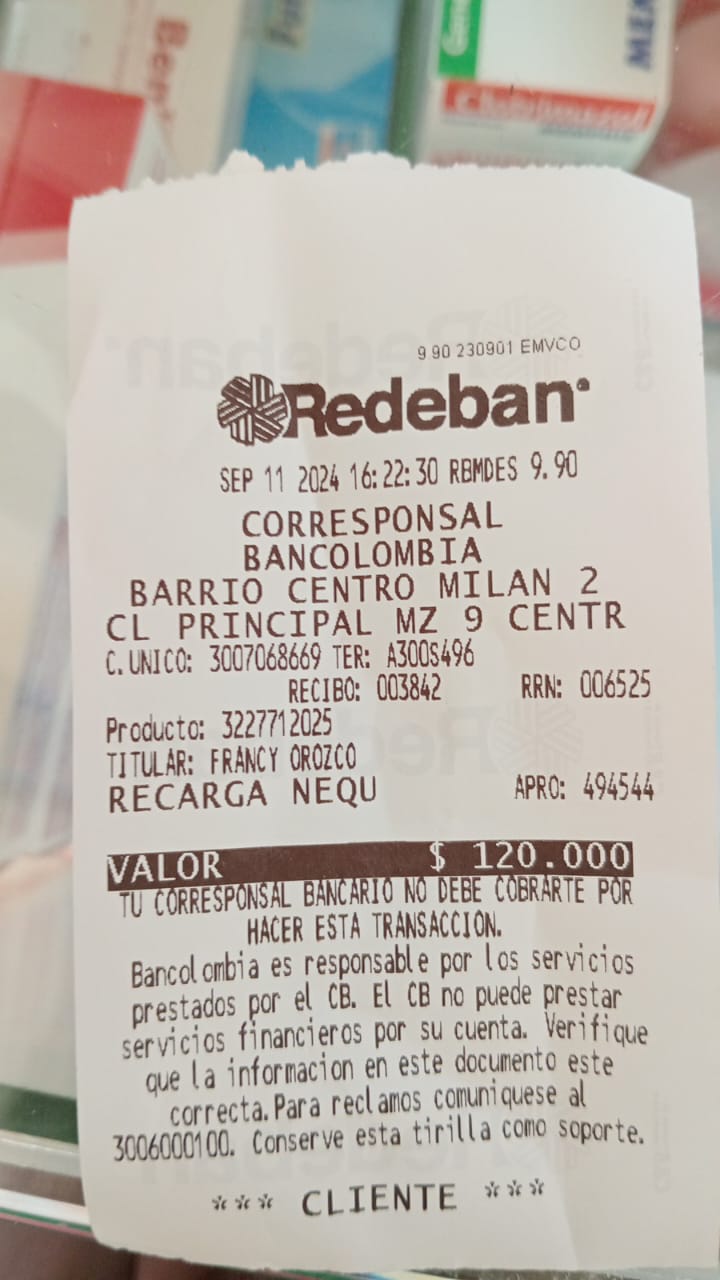 Clobimazol
9 90 230901 EMVCO
Redeban
SEP 11 2024 16:22:30 RBMDES 9.90
CORRESPONSAL
BANCOLOMBIA
BARRIO CENTRO MILAN 2
CL PRINCIPAL MZ 9 CENTR
C.UNICO: 3007068669 TER: A300S496
RECIBO: 003842 RRN: 006525
Producto: 3227712025
TITULAR: FRANCY OROZCO
RECARGA NEQU APRO: 494544
VALOR $ 120.000
TU CORRESPONSAL BANCARIO NO DEBE COBRARTE POR
HACER ESTA TRANSACCION.
Bancolombia es responsable por los servicios
prestados por el CB. El CB no puede prestar
servicios financieros por su cuenta. Verifique
que la informacion en este documento este
correcta.Para reclamos comuniquese al
3006000100. Conserve esta tirilla como soporte.
*** CLIENTE ***